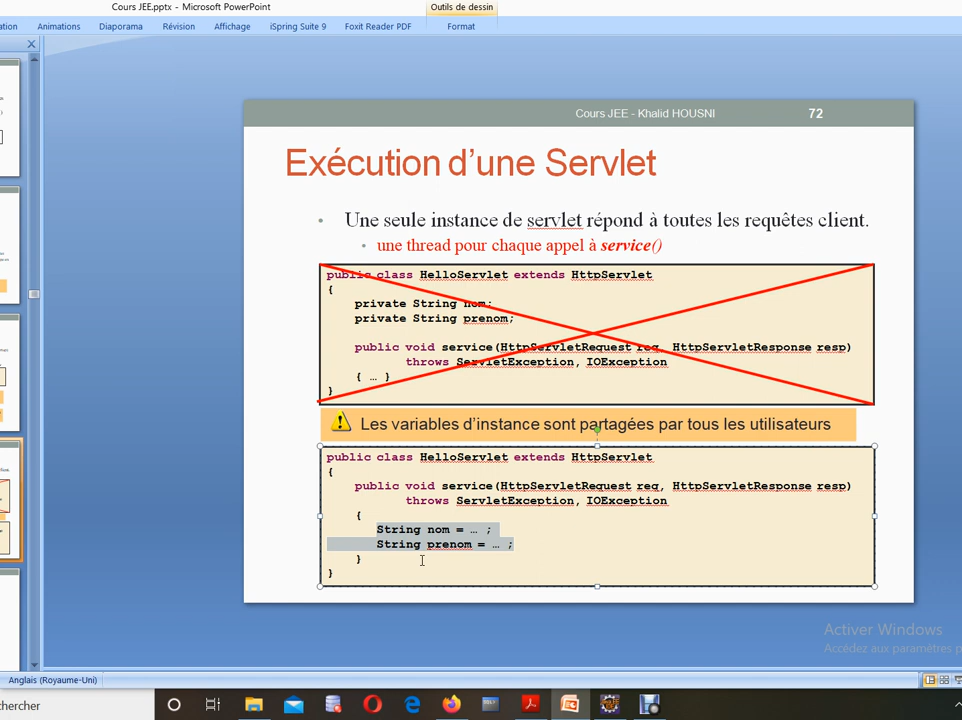 Cours JEE.pptx - Microsoft PowerPoint
Outils de dessin
ation Animations Diaporama Révision Affichage iSpring Suite 9 Foxit Reader PDF Format
Cours JEE - Khalid HOUSNI 72
Exécution d’une Servlet
• Une seule instance de servlet répond à toutes les requêtes client.
• une thread pour chaque appel à service()
public class HelloServlet extends HttpServlet
{
private String nom;
private String prenom;
public void service(HttpServletRequest req, HttpServletResponse resp)
throws ServletException, IOException
{ … }
}
Les variables d’instance sont partagées par tous les utilisateurs
public class HelloServlet extends HttpServlet
{
public void service(HttpServletRequest req, HttpServletResponse resp)
throws ServletException, IOException
{
String nom = … ;
String prenom = … ;
}
}
Activer Windows
Accédez aux paramètres p
Anglais (Royaume-Uni)
chercher